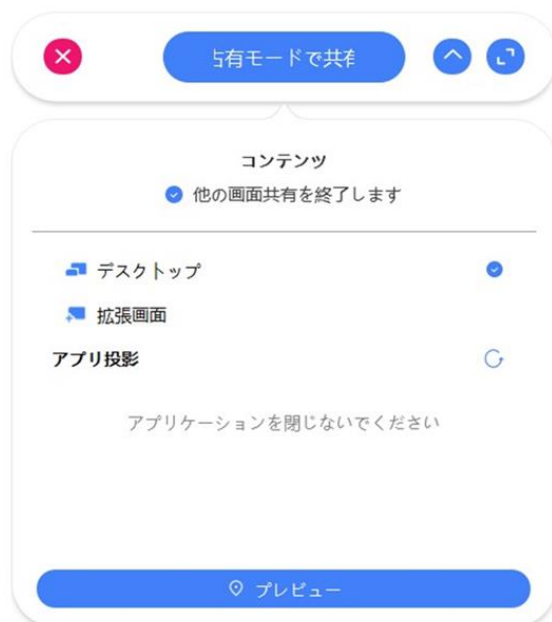 占有モードで共有
コンテンツ
他の画面共有を終了します
デスクトップ
拡張画面
アプリ投影
アプリケーションを閉じないでください
プレビュー